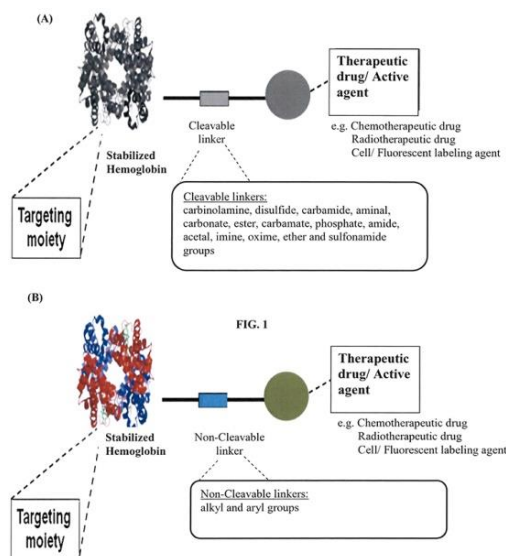 (A)
Therapeutic
drug/ Active
agent
Cleavable
linker
e.g. Chemotherapeutic drug
Radiotherapeutic drug
Cell/ Fluorescent labeling agent
Stabilized
Hemoglobin
Targeting
moiety
Cleavable linkers:
carbinolamine, disulfide, carbamide, aminal,
carbonate, ester, carbamate, phosphate, amide,
acetal, imine, oxime, ether and sulfonamide
groups
(B)
FIG. 1
Therapeutic
drug/ Active
agent
Stabilized
Hemoglobin
Non-Cleavable
linker
e.g. Chemotherapeutic drug
Radiotherapeutic drug
Cell/ Fluorescent labeling agent
Targeting
moiety
Non-Cleavable linkers:
alkyl and aryl groups